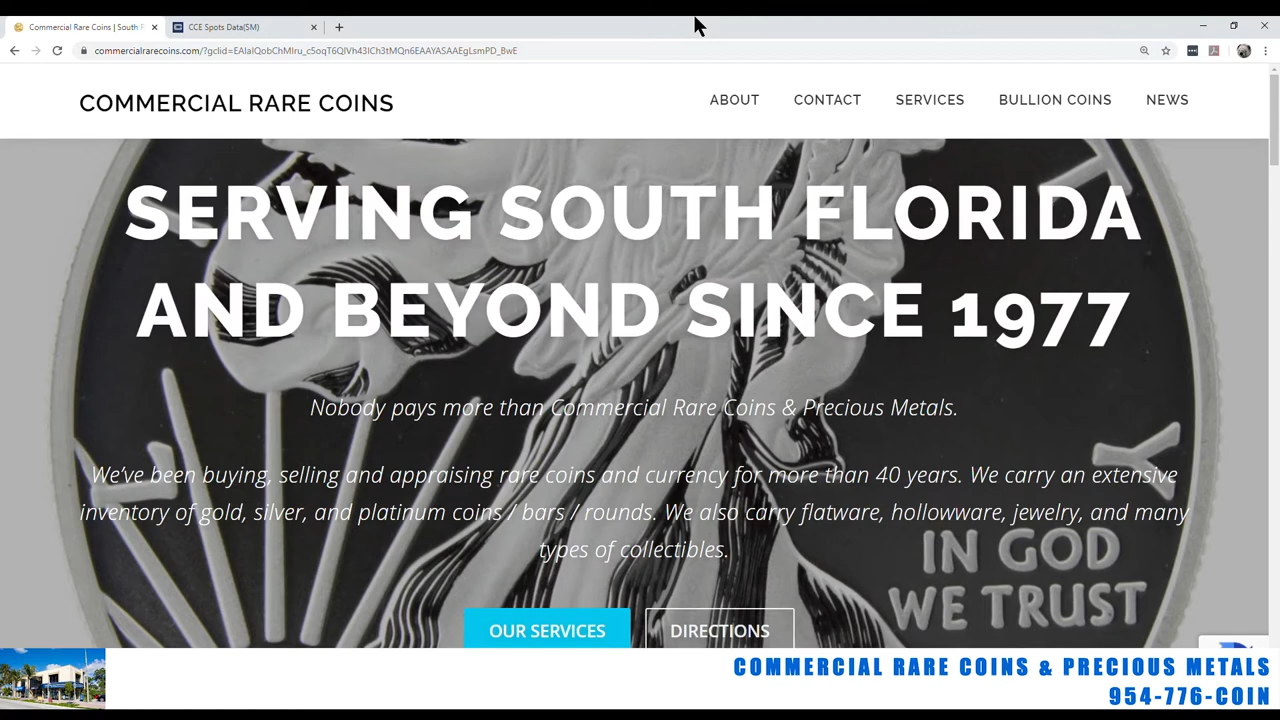 Commercial Rare Coins | South F
CCE Spots Data(SM)
commercialrarecoins.com/?gclid=EAIaIQobChMIru_c5oqT6QIVh43ICh3tMQn6EAAYASAAEgLsmPD_BwE
COMMERCIAL RARE COINS
ABOUT CONTACT SERVICES BULLION COINS NEWS
SERVING SOUTH FLORIDA
AND BEYOND SINCE 1977
Nobody pays more than Commercial Rare Coins & Precious Metals.
We've been buying, selling and appraising rare coins and currency for more than 40 years. We carry an extensive
inventory of gold, silver, and platinum coins / bars / rounds. We also carry flatware, hollowware, jewelry, and many
types of collectibles.
L
Y
IN GOD
WE TRUST
OUR SERVICES DIRECTIONS
COMMERCIAL RARE COINS & PRECIOUS METALS
954-776-COIN